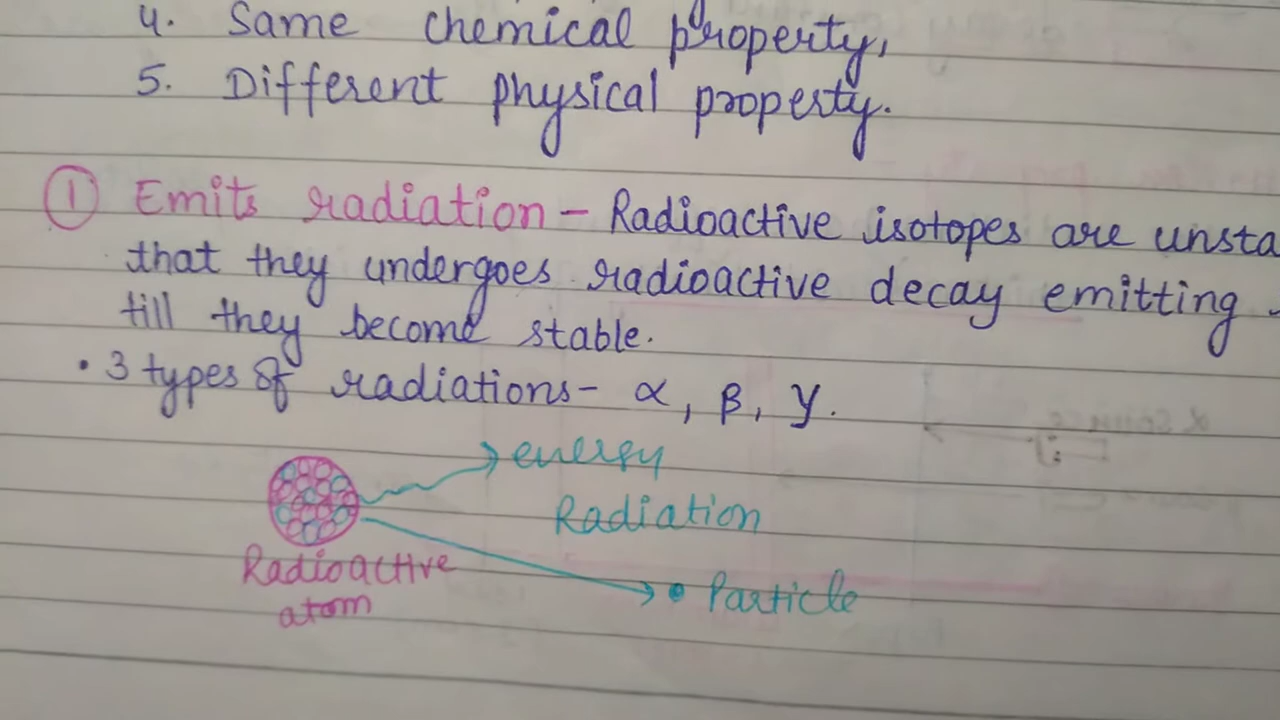 4. Same chemical property,
5. Different physical property.
① Emits radiation – Radioactive isotopes are unsta
that they undergoes radioactive decay emitting
till they become stable.
• 3 types of radiations – α, β, γ.
energy
Radiation
Particle
Radioactive
atom